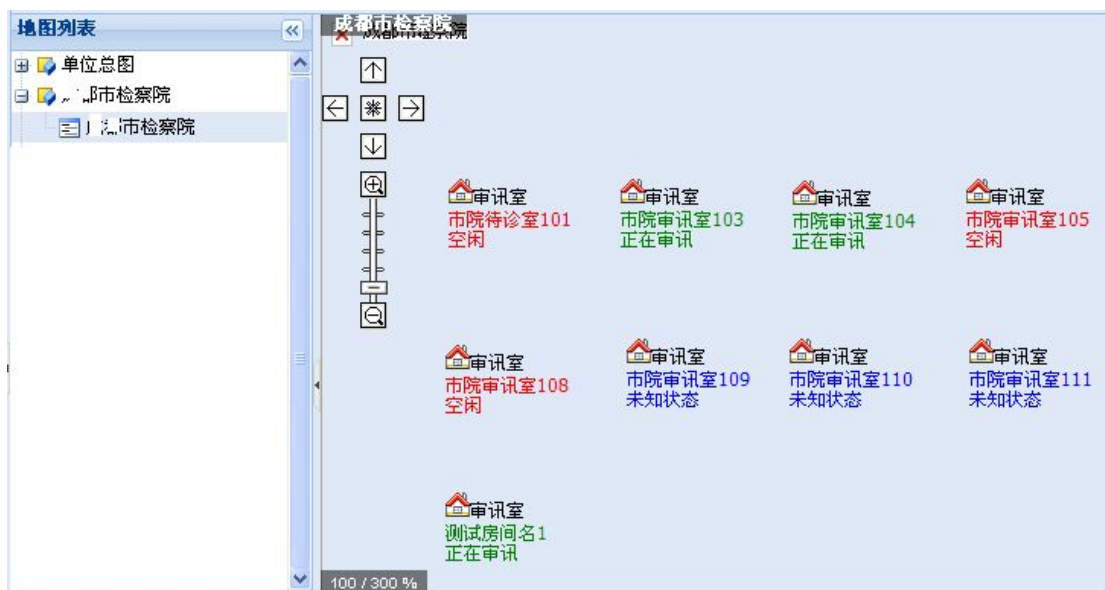 地图列表
单位总图
市检察院
市检察院
成都市检察院
成都市检察院
审讯室
市院待诊室101
空闲
审讯室
市院审讯室103
正在审讯
审讯室
市院审讯室104
正在审讯
审讯室
市院审讯室105
空闲
审讯室
市院审讯室108
空闲
审讯室
市院审讯室109
未知状态
审讯室
市院审讯室110
未知状态
审讯室
市院审讯室111
未知状态
审讯室
测试房间名1
正在审讯
100 / 300 %